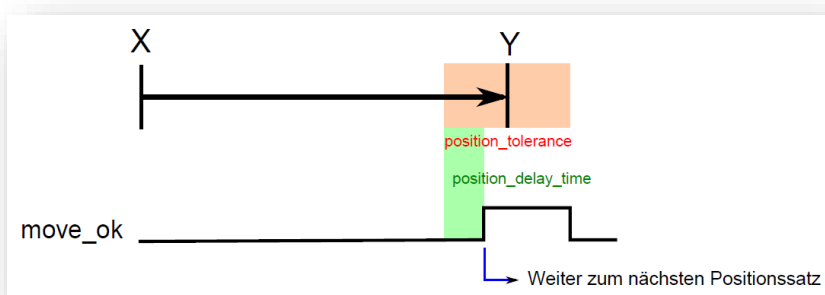 X
Y
position_tolerance
position_delay_time
move_ok
Weiter zum nächsten Positionssatz